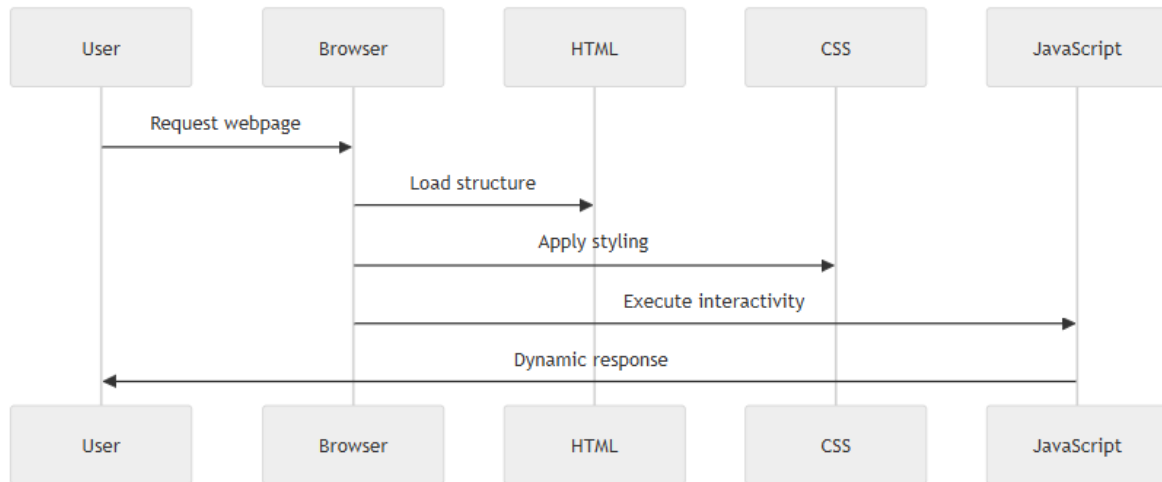 User Browser HTML CSS JavaScript
Request webpage
Load structure
Apply styling
Execute interactivity
Dynamic response
User Browser HTML CSS JavaScript